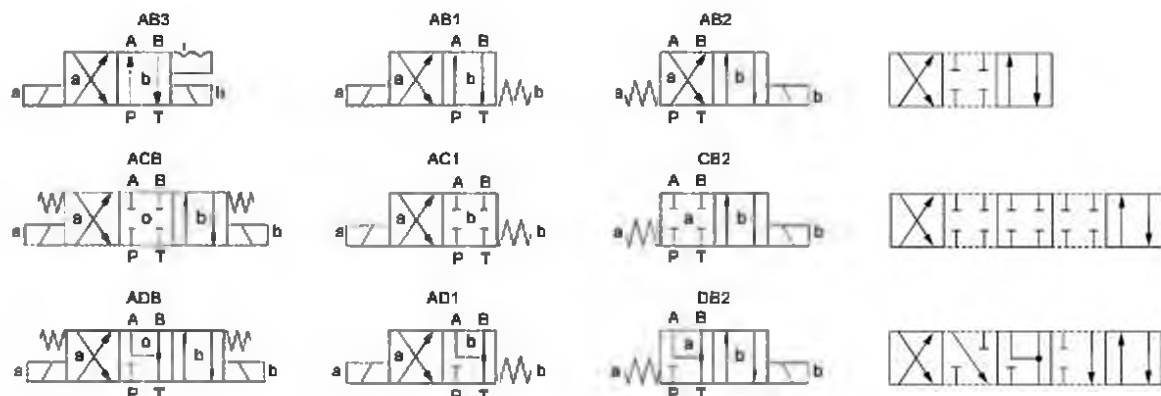 AB3 AB1 AB2
A B A B A B
a b a b a b
a a b a b
P T P T P T
ACB AC1 CB2
A B A B A B
a o b a b a b
a b a b a b
P T P T P T
ADB AD1 DB2
A B A B A B
a o b a b a b
a b a b a b
P T P T P T